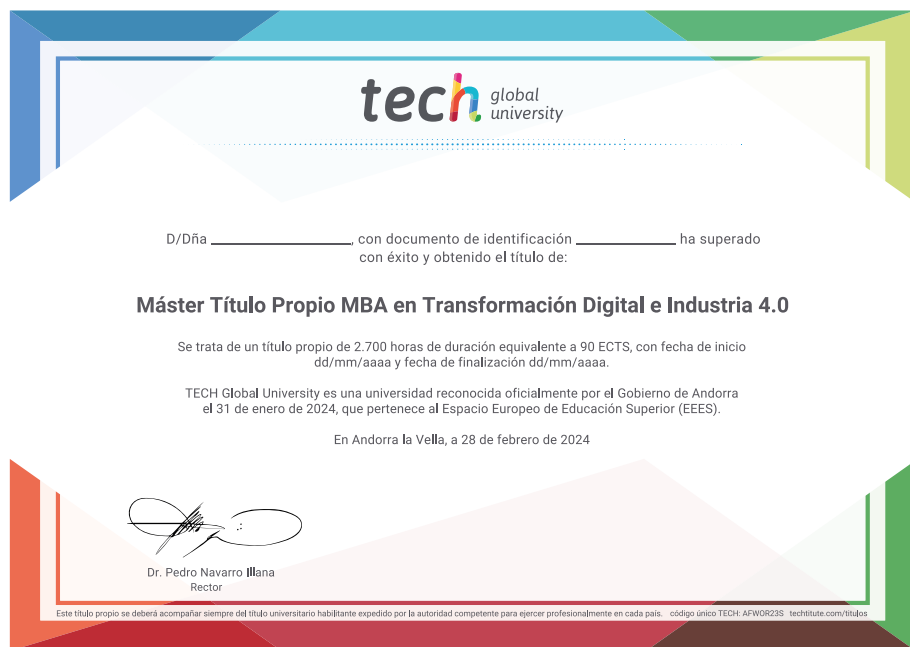 tech global
university
D/Dña ______________, con documento de identificación __________ ha superado
con éxito y obtenido el título de:
Máster Título Propio MBA en Transformación Digital e Industria 4.0
Se trata de un título propio de 2.700 horas de duración equivalente a 90 ECTS, con fecha de inicio
dd/mm/aaaa y fecha de finalización dd/mm/aaaa.
TECH Global University es una universidad reconocida oficialmente por el Gobierno de Andorra
el 31 de enero de 2024, que pertenece al Espacio Europeo de Educación Superior (EEES).
En Andorra la Vella, a 28 de febrero de 2024
Dr. Pedro Navarro Illana
Rector
Este título propio se deberá acompañar siempre del título universitario habilitante expedido por la autoridad competente para ejercer profesionalmente en cada país. código único TECH: AFWOR23S techtitute.com/titulos